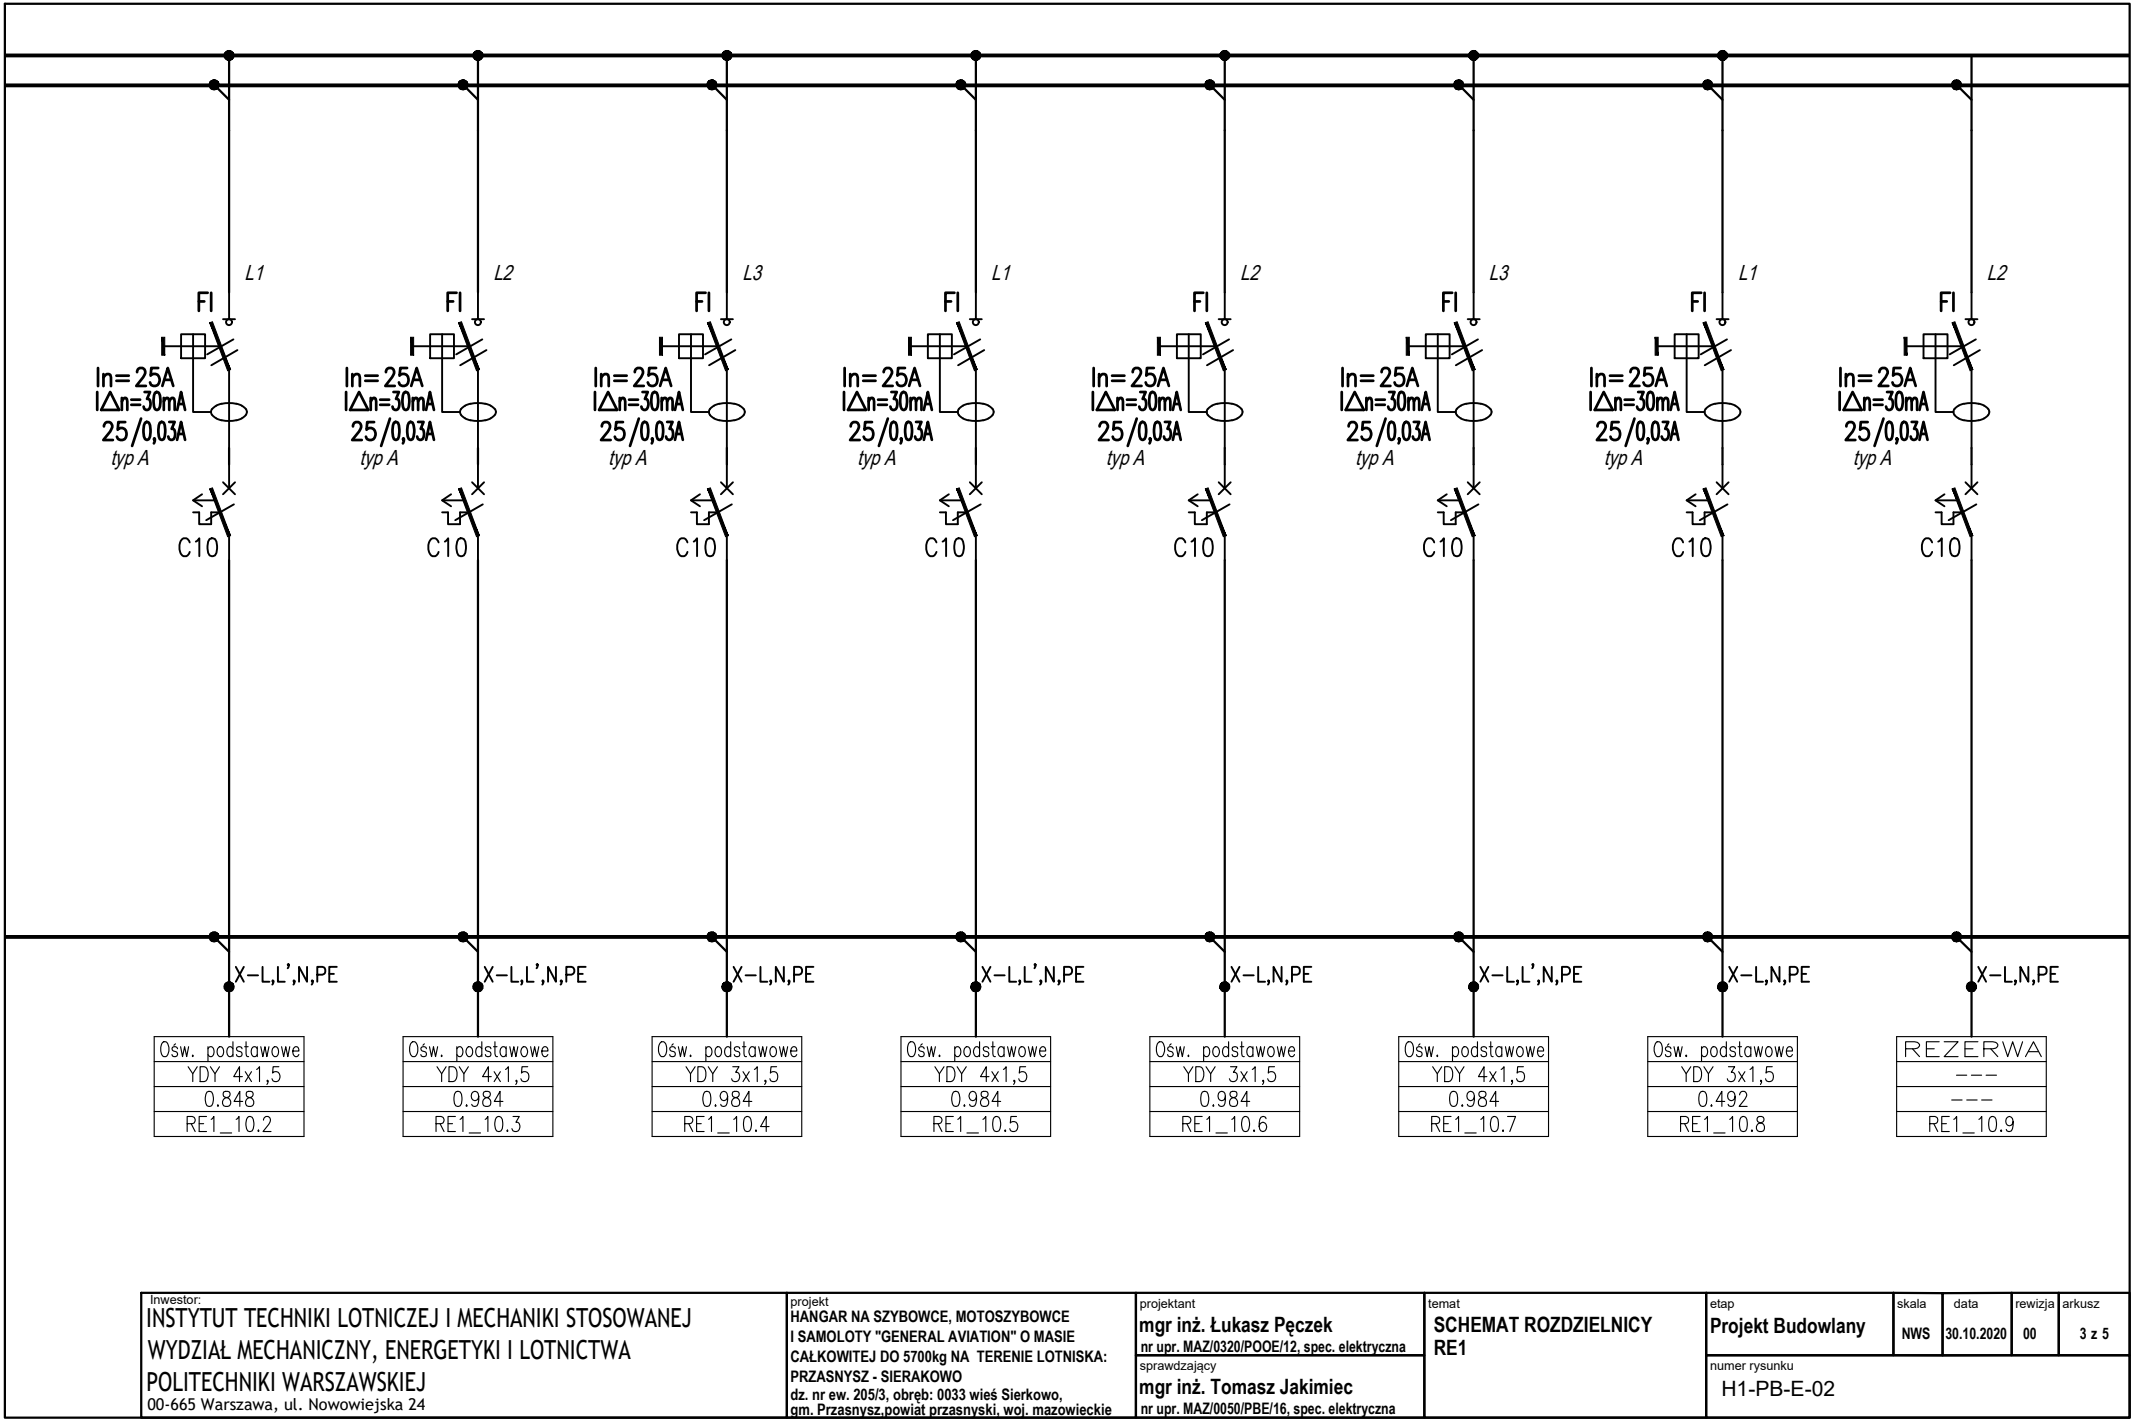 L1 L2 L3 L1 L2 L3 L1 L2
FI FI FI FI FI FI FI FI
In=25A In=25A In=25A In=25A In=25A In=25A In=25A In=25A
I△n=30mA I△n=30mA I△n=30mA I△n=30mA I△n=30mA I△n=30mA I△n=30mA I△n=30mA
25/0,03A 25/0,03A 25/0,03A 25/0,03A 25/0,03A 25/0,03A 25/0,03A 25/0,03A
typ A typ A typ A typ A typ A typ A typ A typ A
C10 C10 C10 C10 C10 C10 C10 C10
X-L,L',N,PE X-L,L',N,PE X-L,N,PE X-L,L',N,PE X-L,N,PE X-L,L',N,PE X-L,N,PE X-L,N,PE
Ośw. podstawowe Ośw. podstawowe Ośw. podstawowe Ośw. podstawowe Ośw. podstawowe Ośw. podstawowe Ośw. podstawowe REZERWA
YDY 4x1,5 YDY 4x1,5 YDY 3x1,5 YDY 4x1,5 YDY 3x1,5 YDY 4x1,5 YDY 3x1,5 ---
0.848 0.984 0.984 0.984 0.984 0.984 0.492 ---
RE1_10.2 RE1_10.3 RE1_10.4 RE1_10.5 RE1_10.6 RE1_10.7 RE1_10.8 RE1_10.9
Inwestor:
INSTYTUT TECHNIKI LOTNICZEJ I MECHANIKI STOSOWANEJ
WYDZIAŁ MECHANICZNY, ENERGETYKI I LOTNICTWA
POLITECHNIKI WARSZAWSKIEJ
00-665 Warszawa, ul. Nowowiejska 24
projekt
HANGAR NA SZYBOWCE, MOTOSZYBOWCE
I SAMOLOTY "GENERAL AVIATION" O MASIE
CAŁKOWITEJ DO 5700kg NA TERENIE LOTNISKA:
PRZASNYSZ - SIERAKOWO
dz. nr ew. 205/3, obręb: 0033 wieś Sierkowo,
gm. Przasnysz,powiat przasnyski, woj. mazowieckie
projektant
mgr inż. Łukasz Pęczek
nr upr. MAZ/0320/POOE/12, spec. elektryczna
sprawdzający
mgr inż. Tomasz Jakimiec
nr upr. MAZ/0050/PBE/16, spec. elektryczna
temat
SCHEMAT ROZDZIELNICY
RE1
etap
Projekt Budowlany
skala
NWS
data
30.10.2020
rewizja
00
arkusz
3 z 5
numer rysunku
H1-PB-E-02